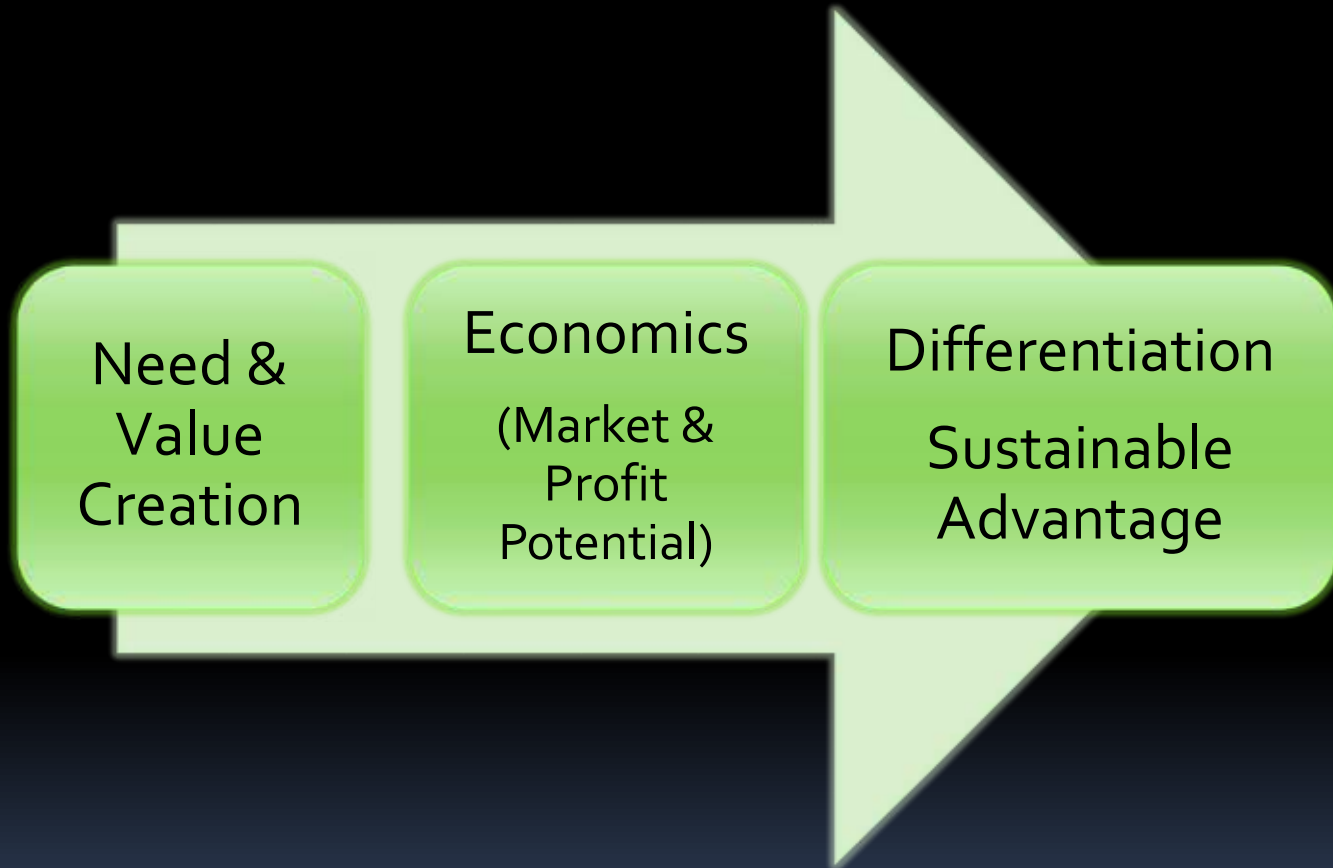 Need &
Value
Creation
Economics
(Market &
Profit
Potential)
Differentiation
Sustainable
Advantage